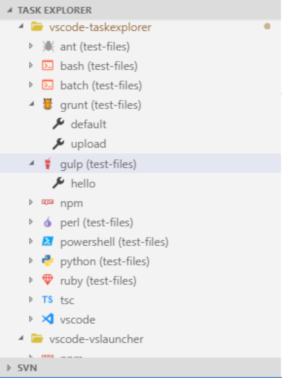 TASK EXPLORER
vscode-taskexplorer
ant (test-files)
bash (test-files)
batch (test-files)
grunt (test-files)
default
upload
gulp (test-files)
hello
npm
perl (test-files)
powershell (test-files)
python (test-files)
ruby (test-files)
TS tsc
vscode
vscode-vslauncher
npm
SVN